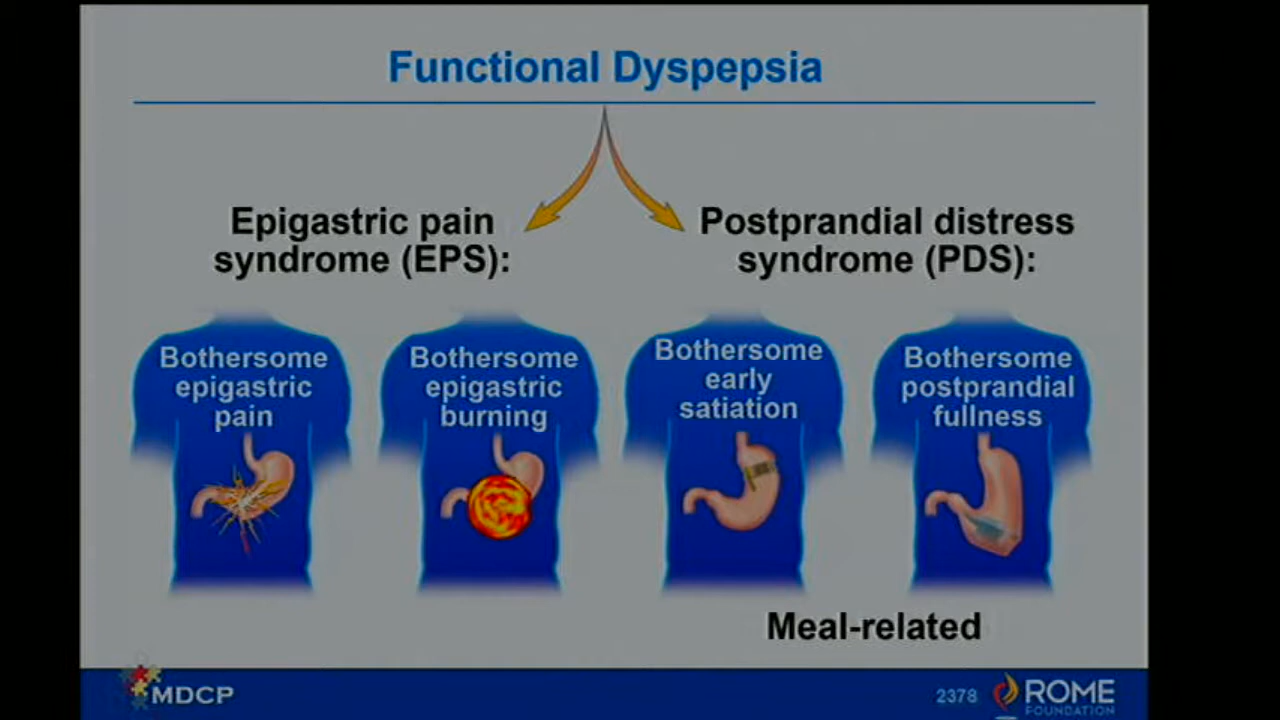 Functional Dyspepsia
Epigastric pain
syndrome (EPS):
Postprandial distress
syndrome (PDS):
Bothersome
epigastric
pain
Bothersome
epigastric
burning
Bothersome
early
satiation
Bothersome
postprandial
fullness
Meal-related
MDCP
2378
ROME
FOUNDATION